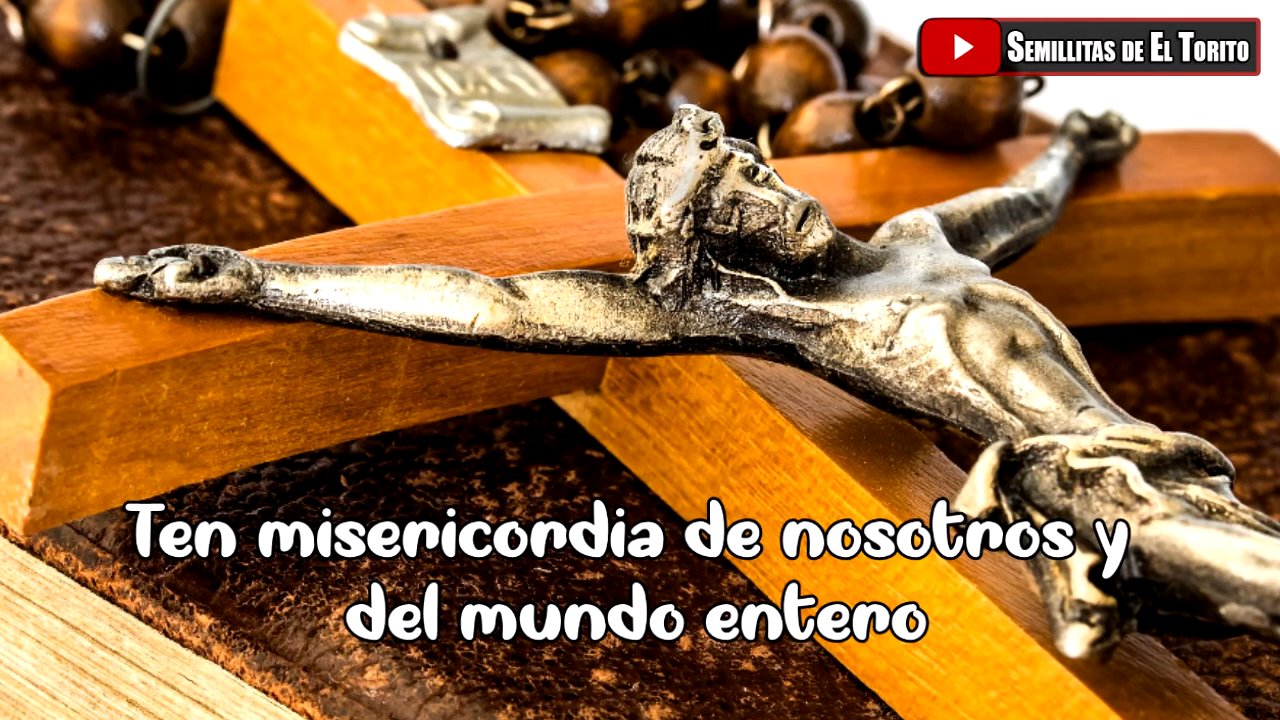 SEMILLITAS DE EL TORITO
Ten misericordia de nosotros y
del mundo entero